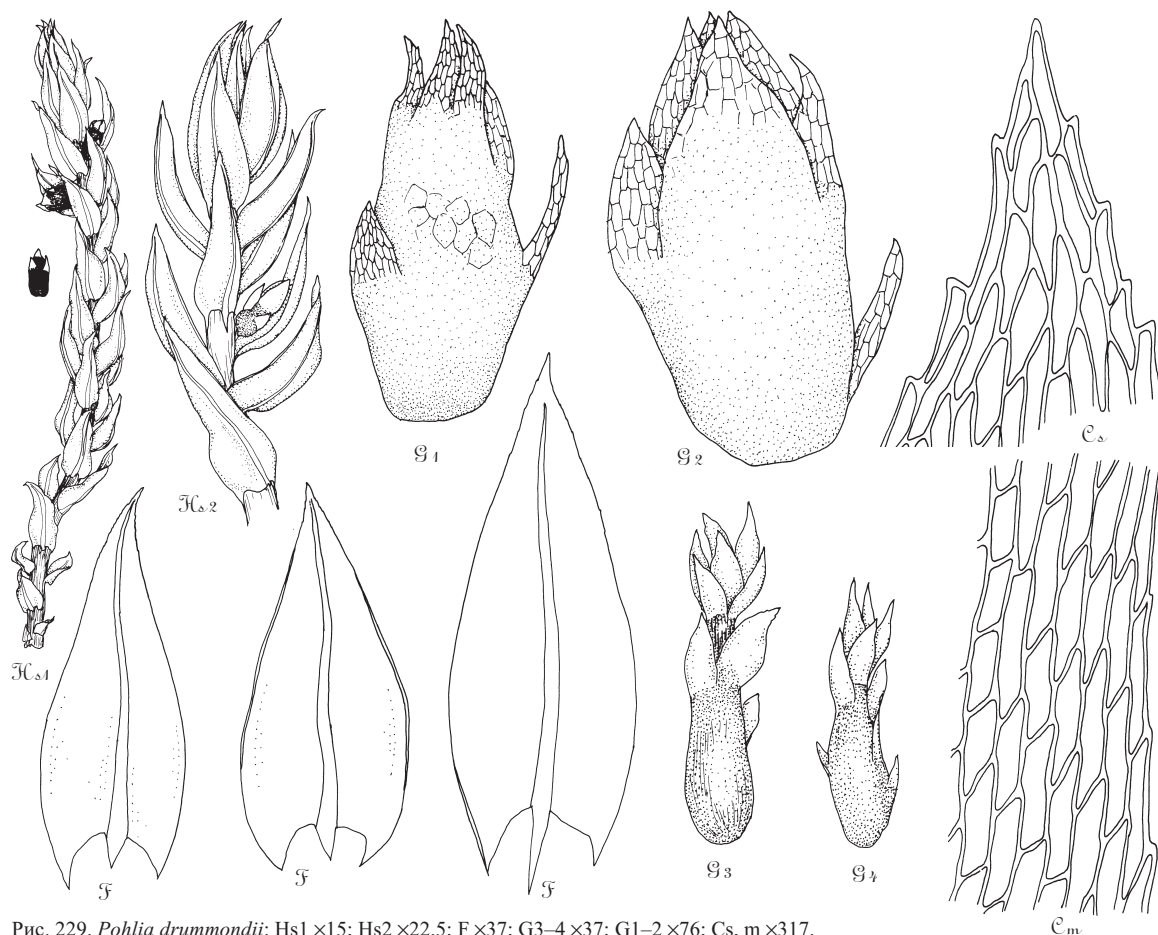 G1
G2
Cs
Hs2
Hs1
F
F
F
G3
G4
Cm
Рис. 229. Pohlia drummondii: Hs1 ×15; Hs2 ×22.5; F ×37; G3–4 ×37; G1–2 ×76; Cs, m ×317.